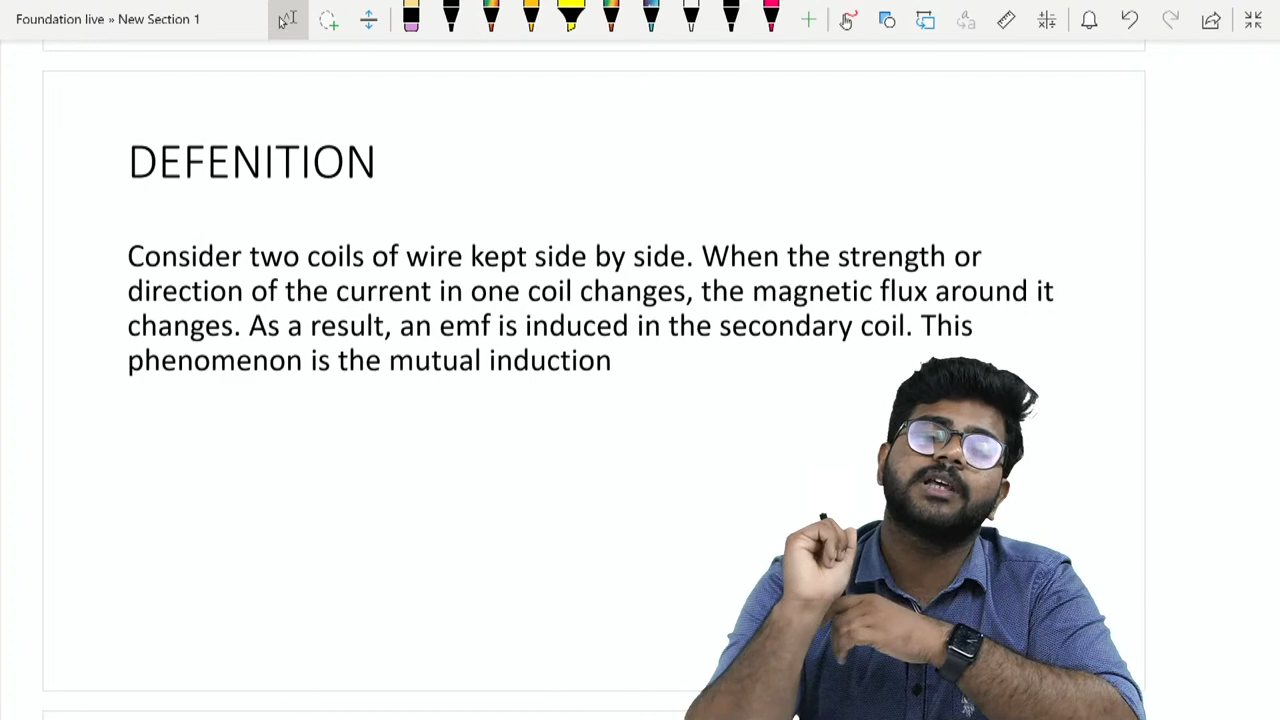 Foundation live » New Section 1
DEFENITION
Consider two coils of wire kept side by side. When the strength or
direction of the current in one coil changes, the magnetic flux around it
changes. As a result, an emf is induced in the secondary coil. This
phenomenon is the mutual induction